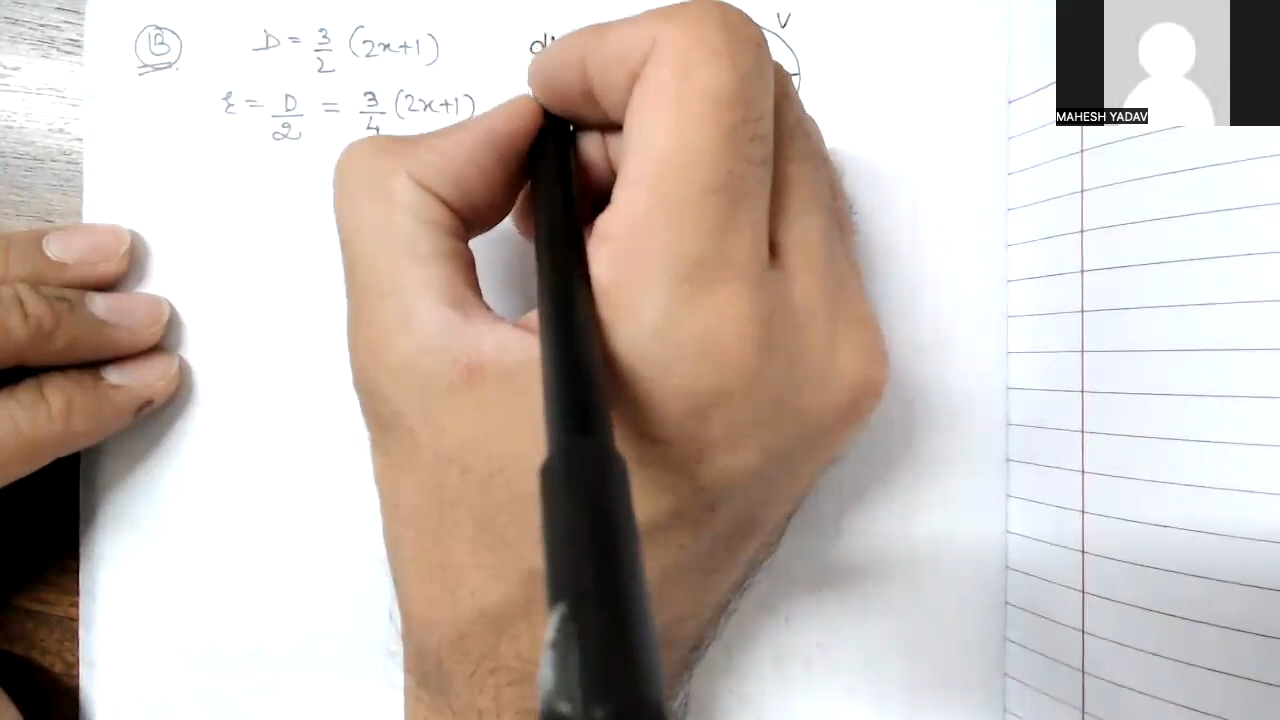 13 D = 3/2 (2x+1)
r = D/2 = 3/4 (2x+1)
V
MAHESH YADAV